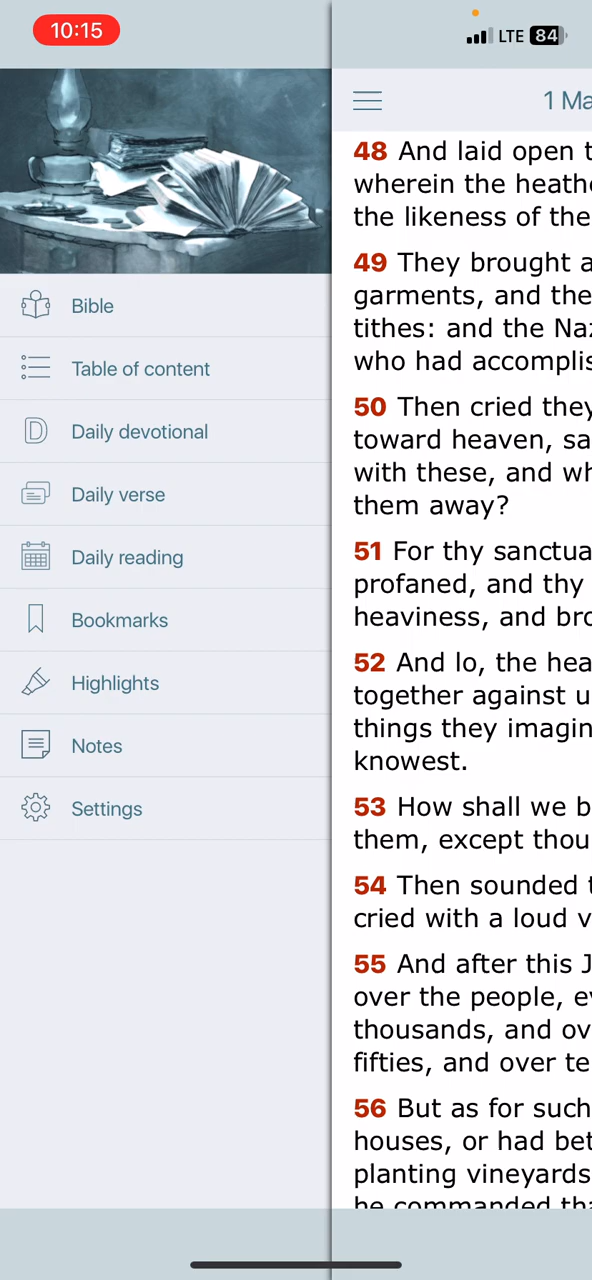 10:15
LTE 84
Bible
Table of content
Daily devotional
Daily verse
Daily reading
Bookmarks
Highlights
Notes
Settings
1 Ma
48 And laid open t
wherein the heath
the likeness of the
49 They brought a
garments, and the
tithes: and the Naz
who had accomplis
50 Then cried they
toward heaven, sa
with these, and wh
them away?
51 For thy sanctua
profaned, and thy
heaviness, and bro
52 And lo, the hea
together against u
things they imagin
knowest.
53 How shall we b
them, except thou
54 Then sounded t
cried with a loud v
55 And after this J
over the people, ev
thousands, and ov
fifties, and over te
56 But as for such
houses, or had bet
planting vineyards
he commanded tha